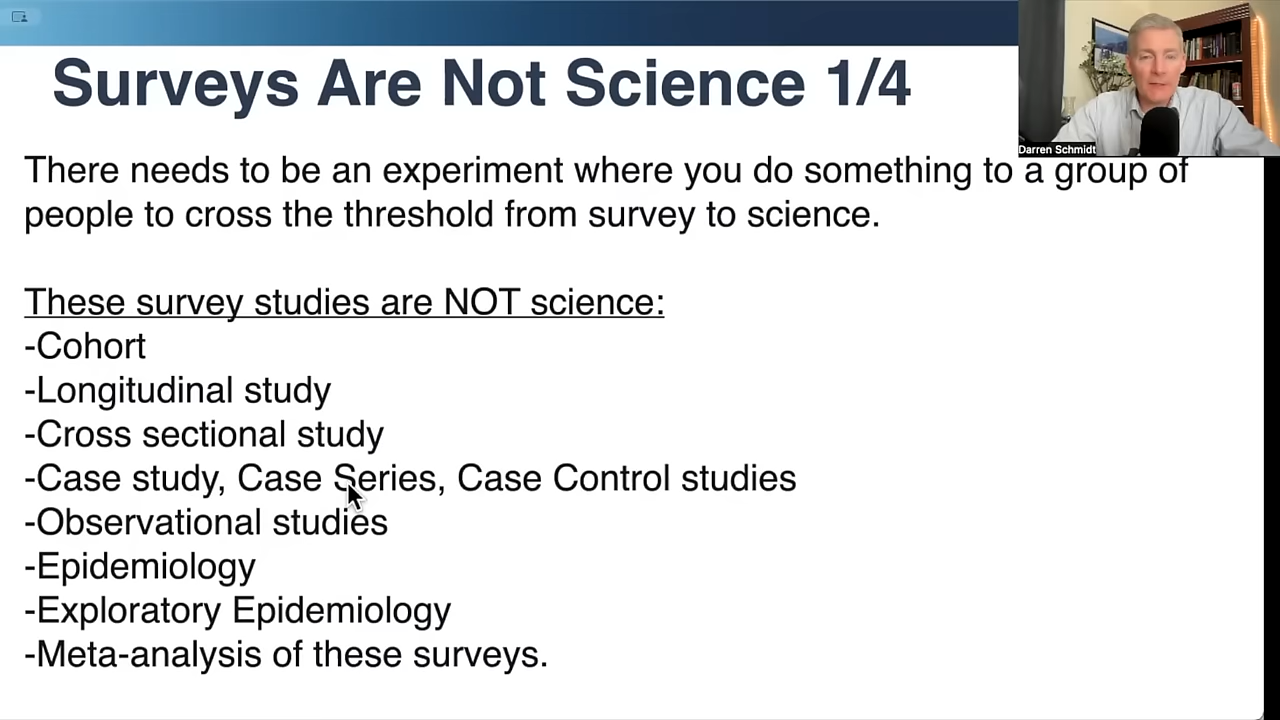 Surveys Are Not Science 1/4
Darren Schmidt
There needs to be an experiment where you do something to a group of
people to cross the threshold from survey to science.
These survey studies are NOT science:
-Cohort
-Longitudinal study
-Cross sectional study
-Case study, Case Series, Case Control studies
-Observational studies
-Epidemiology
-Exploratory Epidemiology
-Meta-analysis of these surveys.